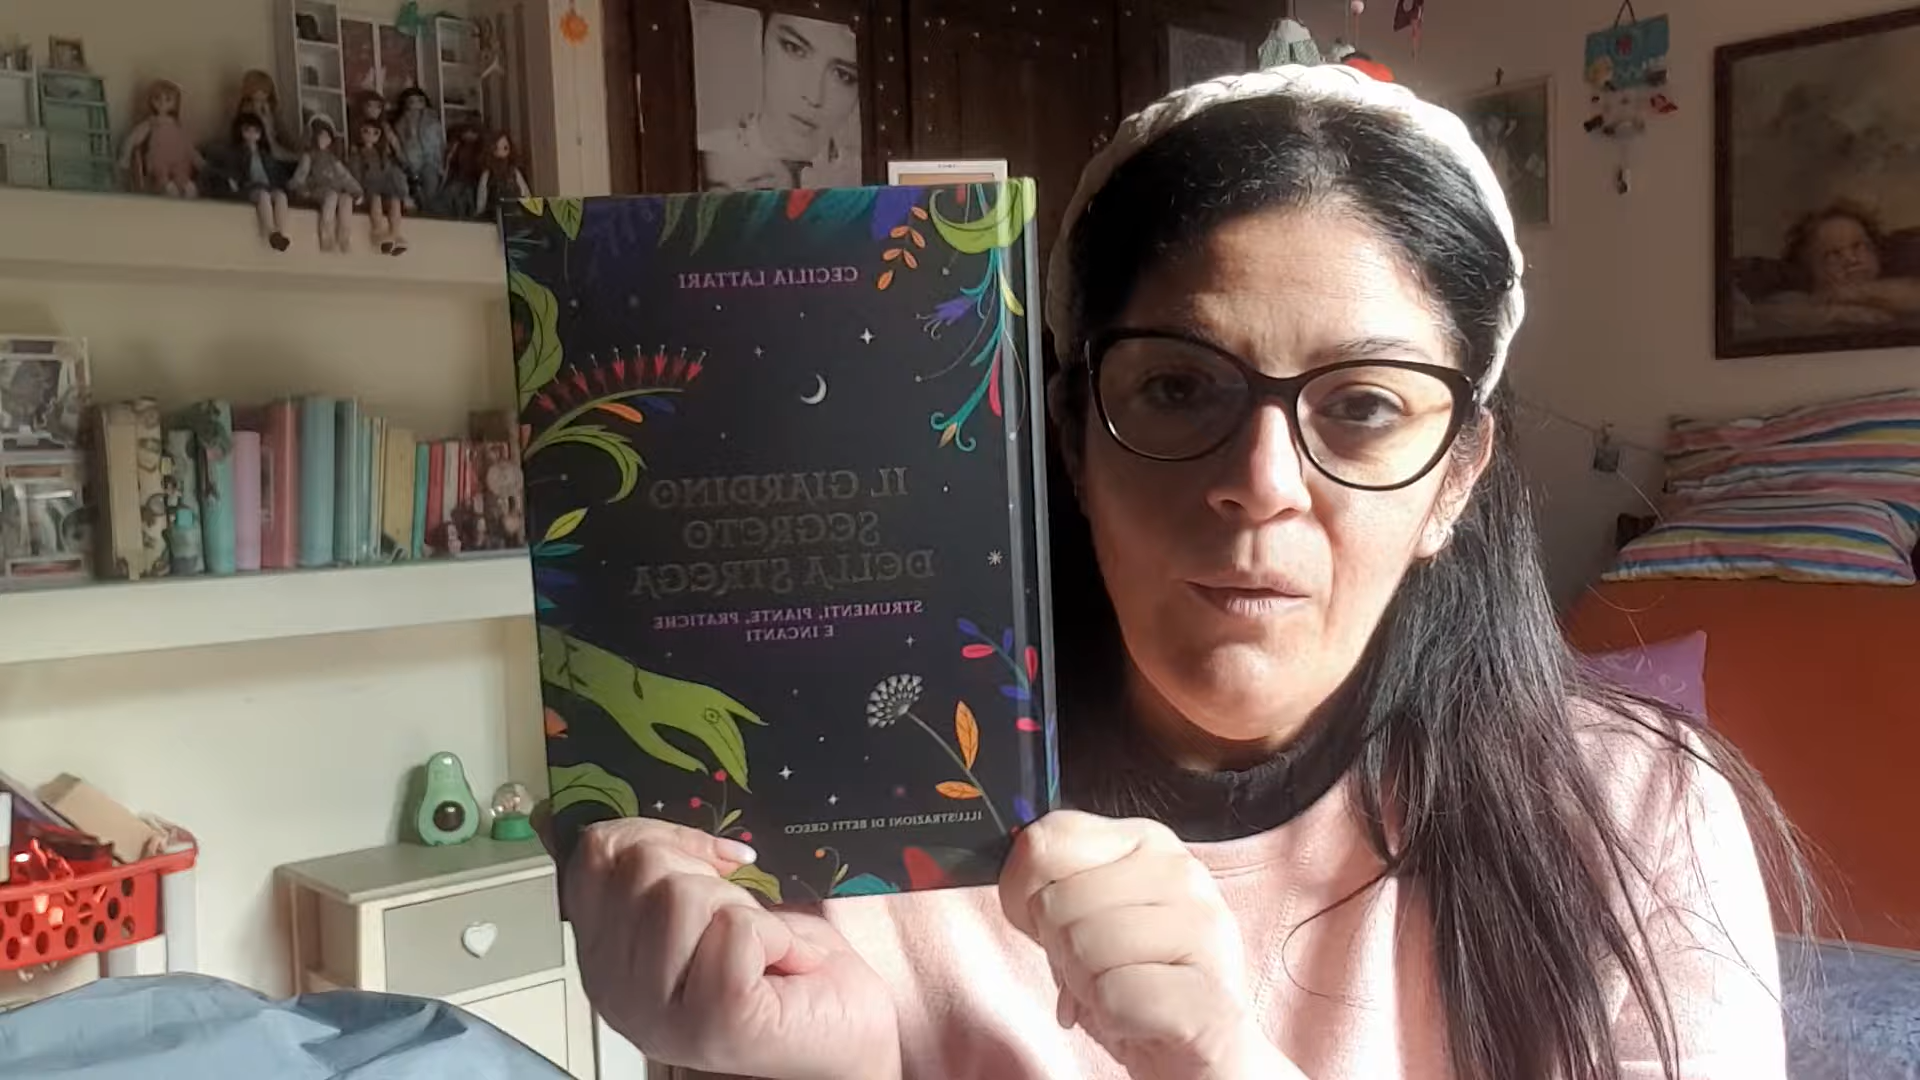 CECILIA LATTARI
IL GIARDINO
SEGRETO
DELLA STREGA
STRUMENTI, PIANTE, PRATICHE
E INCANTI
ILLUSTRAZIONI DI BETTI GRECO